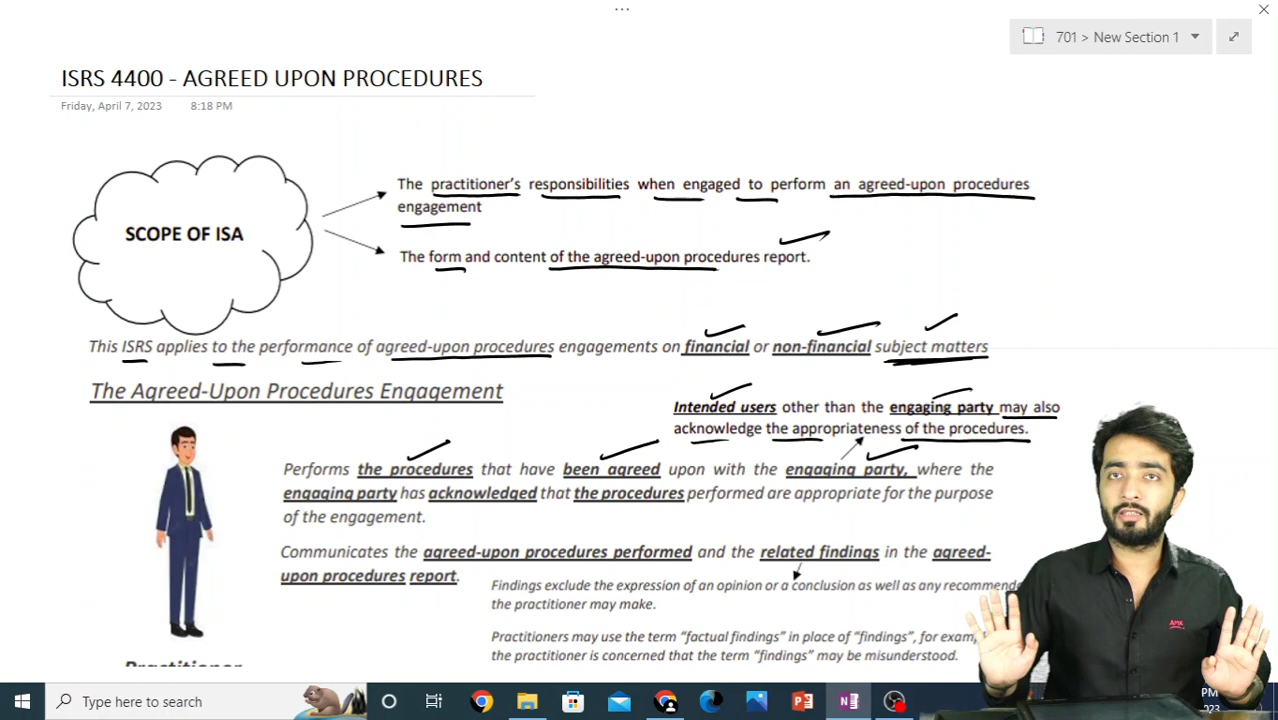 701 > New Section 1
ISRS 4400 - AGREED UPON PROCEDURES
Friday, April 7, 2023 8:18 PM
SCOPE OF ISA
The practitioner's responsibilities when engaged to perform an agreed-upon procedures
engagement
The form and content of the agreed-upon procedures report.
This ISRS applies to the performance of agreed-upon procedures engagements on financial or non-financial subject matters
The Agreed-Upon Procedures Engagement
Intended users other than the engaging party may also
acknowledge the appropriateness of the procedures.
Performs the procedures that have been agreed upon with the engaging party, where the
engaging party has acknowledged that the procedures performed are appropriate for the purpose
of the engagement.
Communicates the agreed-upon procedures performed and the related findings in the agreed-
upon procedures report.
Findings exclude the expression of an opinion or a conclusion as well as any recommend
the practitioner may make.
Practitioners may use the term “factual findings” in place of “findings”, for exam
the practitioner is concerned that the term “findings” may be misunderstood.
Practitioner
AMK
Type here to search
PM
2023